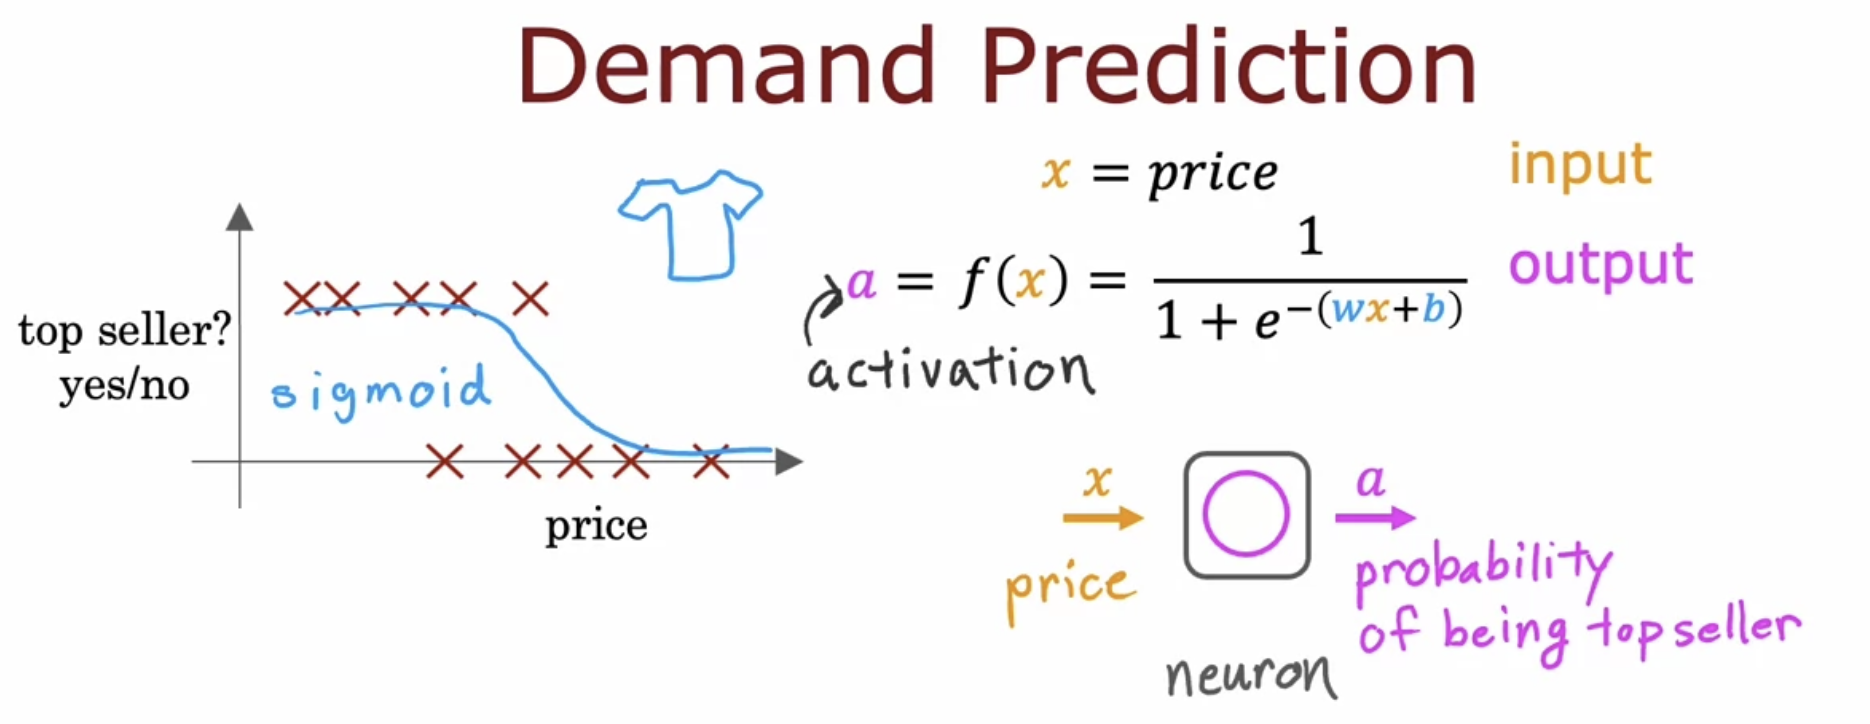 Demand Prediction
x = price
input
a = f(x) = 1 / (1 + e^−(wx+b))
output
activation
top seller?
yes/no
sigmoid
price
x
price
a
probability
of being top seller
neuron